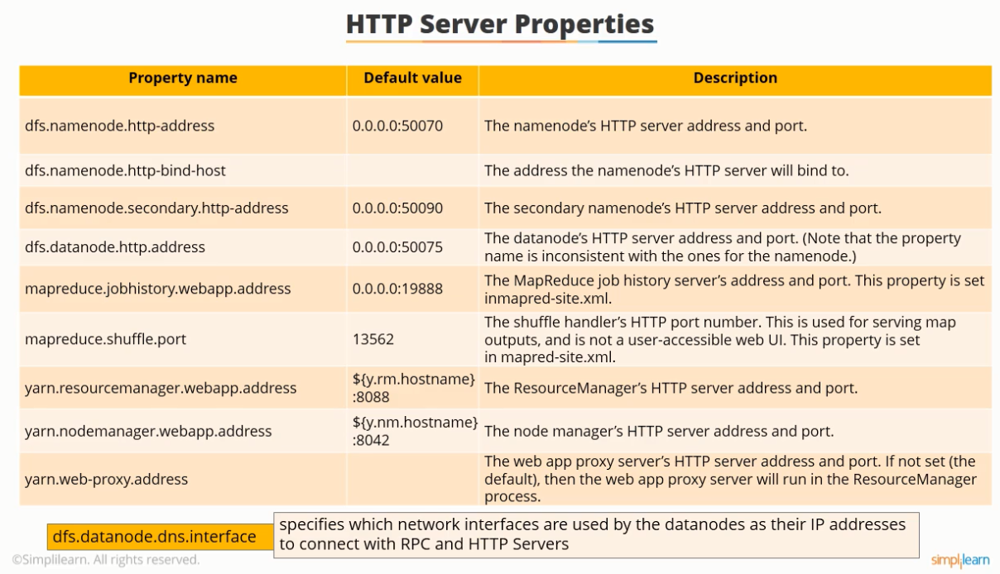 HTTP Server Properties
Property name Default value Description
dfs.namenode.http-address 0.0.0.0:50070 The namenode’s HTTP server address and port.
dfs.namenode.http-bind-host The address the namenode’s HTTP server will bind to.
dfs.namenode.secondary.http-address 0.0.0.0:50090 The secondary namenode’s HTTP server address and port.
dfs.datanode.http.address 0.0.0.0:50075 The datanode’s HTTP server address and port. (Note that the property
name is inconsistent with the ones for the namenode.)
mapreduce.jobhistory.webapp.address 0.0.0.0:19888 The MapReduce job history server’s address and port. This property is set
inmapred-site.xml.
mapreduce.shuffle.port 13562 The shuffle handler’s HTTP port number. This is used for serving map
outputs, and is not a user-accessible web UI. This property is set
in mapred-site.xml.
yarn.resourcemanager.webapp.address ${y.rm.hostname}
:8088 The ResourceManager’s HTTP server address and port.
yarn.nodemanager.webapp.address ${y.nm.hostname}
:8042 The node manager’s HTTP server address and port.
yarn.web-proxy.address The web app proxy server’s HTTP server address and port. If not set (the
default), then the web app proxy server will run in the ResourceManager
process.
dfs.datanode.dns.interface specifies which network interfaces are used by the datanodes as their IP addresses
to connect with RPC and HTTP Servers
©Simplilearn. All rights reserved. simplilearn